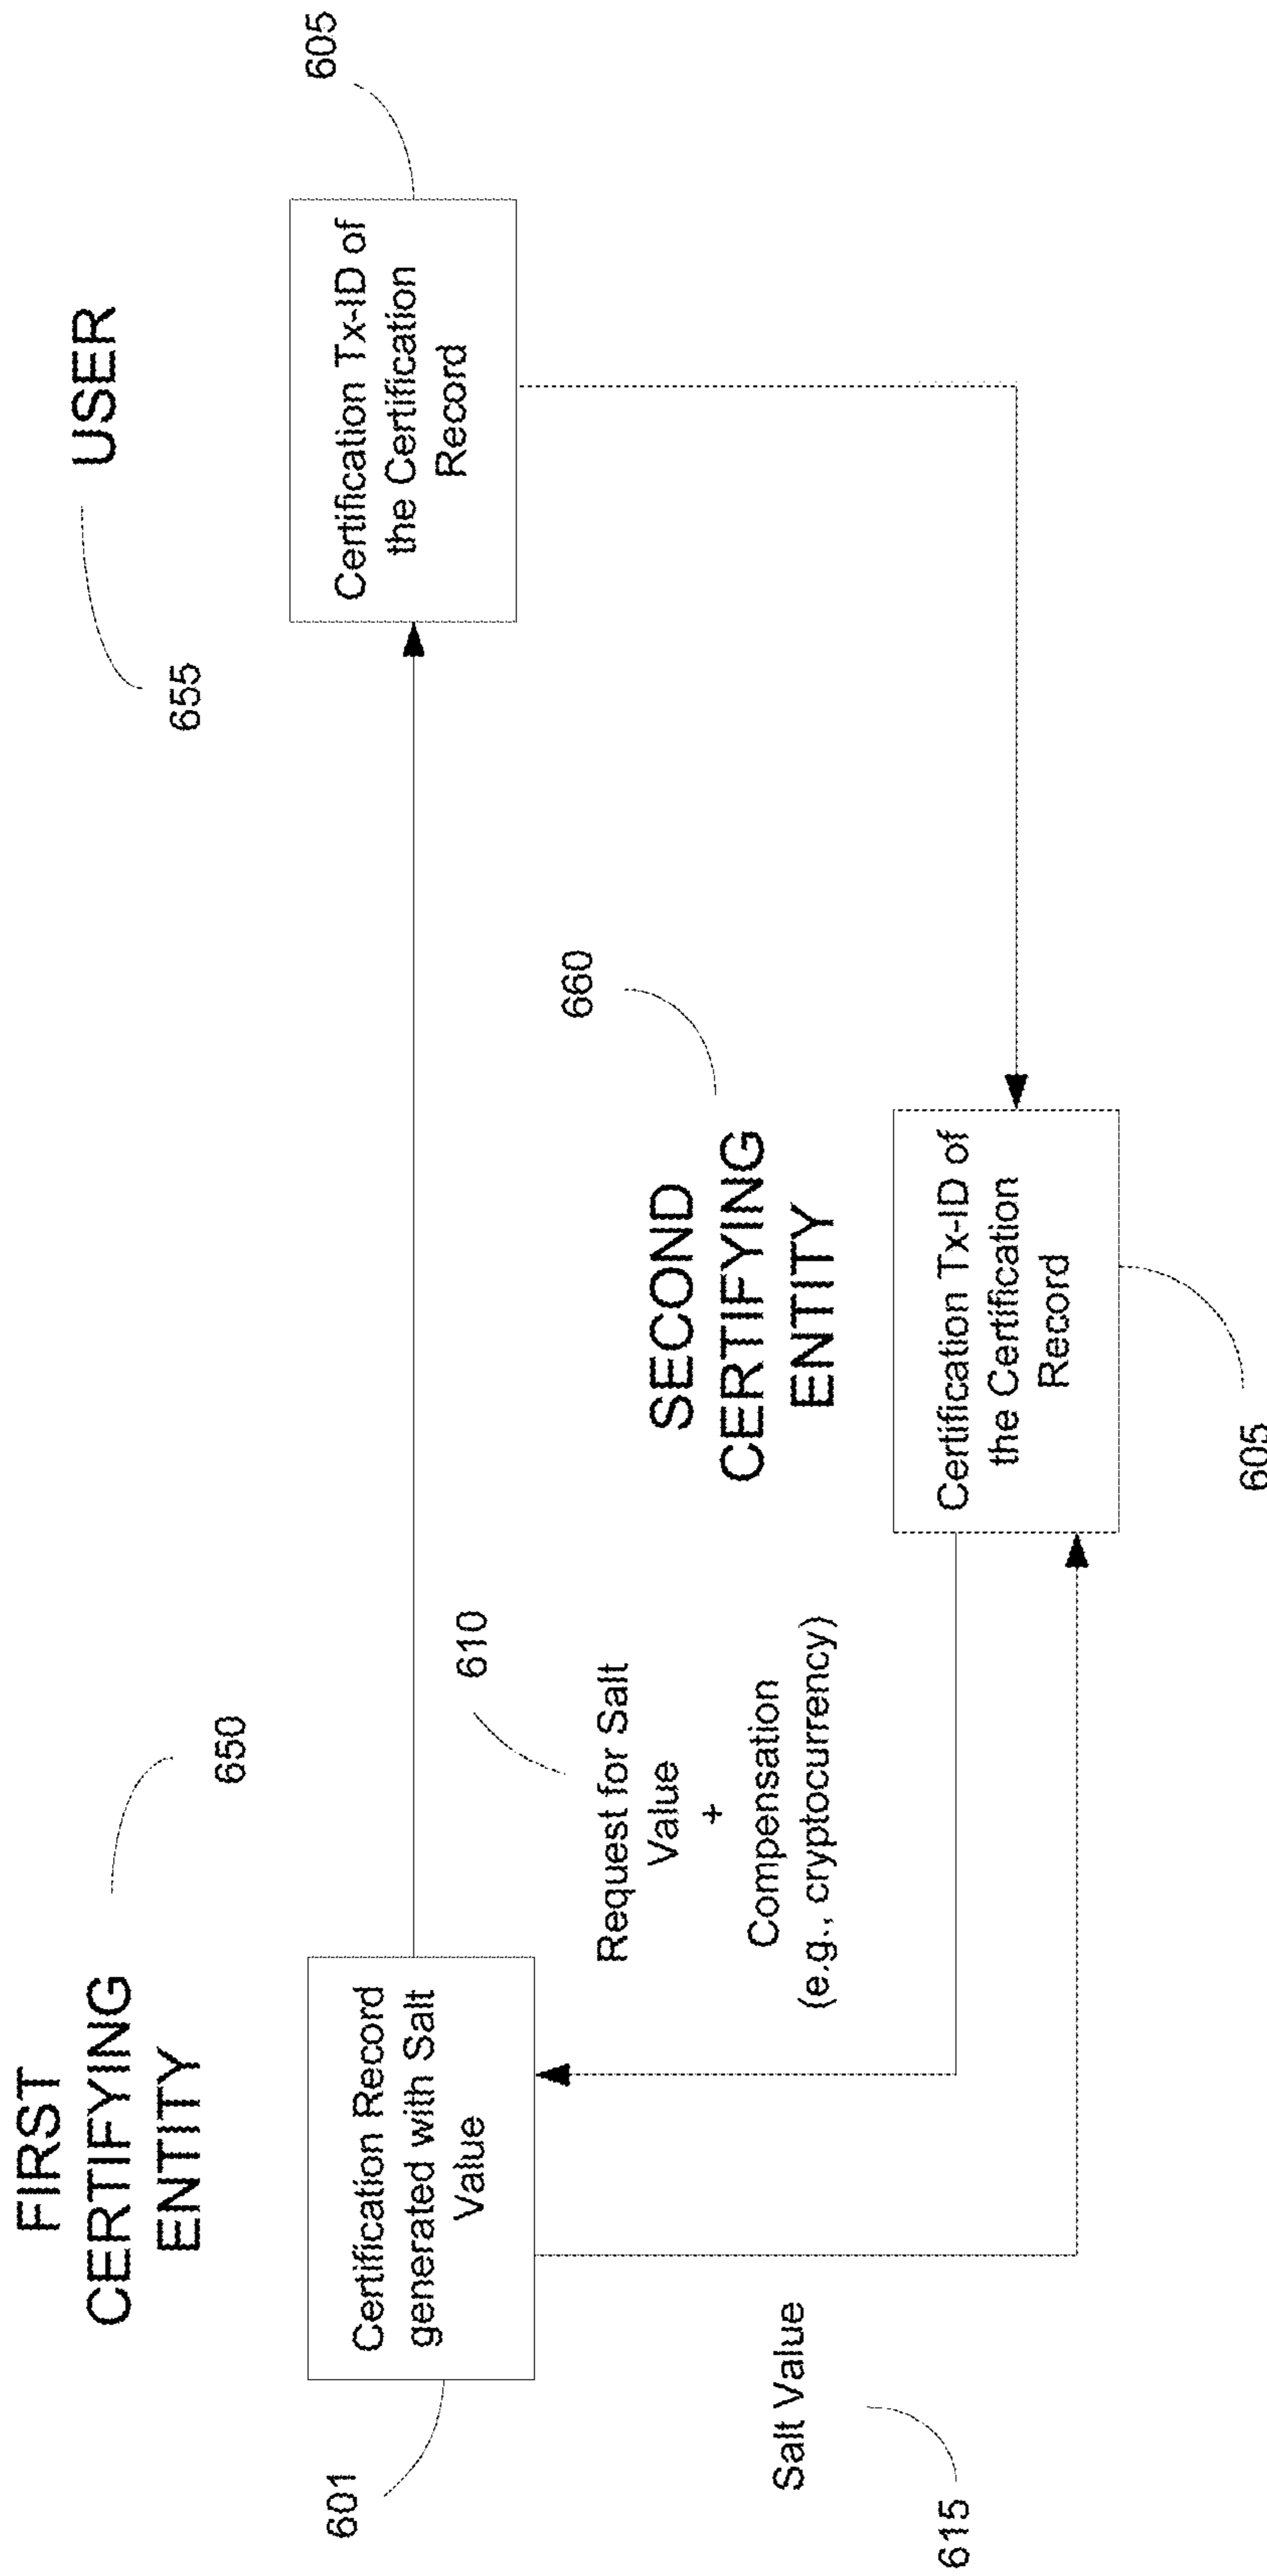 FIRST
CERTIFYING
ENTITY
650
601
Certification Record
generated with Salt
Value
USER
655
605
Certification Tx-ID of
the Certification
Record
610
Request for Salt
Value
+
Compensation
(e.g., cryptocurrency)
SECOND
CERTIFYING
ENTITY
660
Certification Tx-ID of
the Certification
Record
605
Salt Value
615